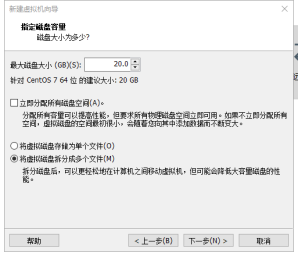 新建虚拟机向导
指定磁盘容量
磁盘大小为多少?
最大磁盘大小 (GB)(S): 20.0
针对 CentOS 7 64 位 的建议大小: 20 GB
立即分配所有磁盘空间(A)。
分配所有容量可以提高性能，但要求所有物理磁盘空间立即可用。如果不立即分配所有
空间，虚拟磁盘的空间最初很小，会随着您向其中添加数据而不断变大。
将虚拟磁盘存储为单个文件(O)
将虚拟磁盘拆分成多个文件(M)
拆分磁盘后，可以更轻松地在计算机之间移动虚拟机，但可能会降低大容量磁盘的性
能。
帮助
< 上一步(B)
下一步(N) >
取消